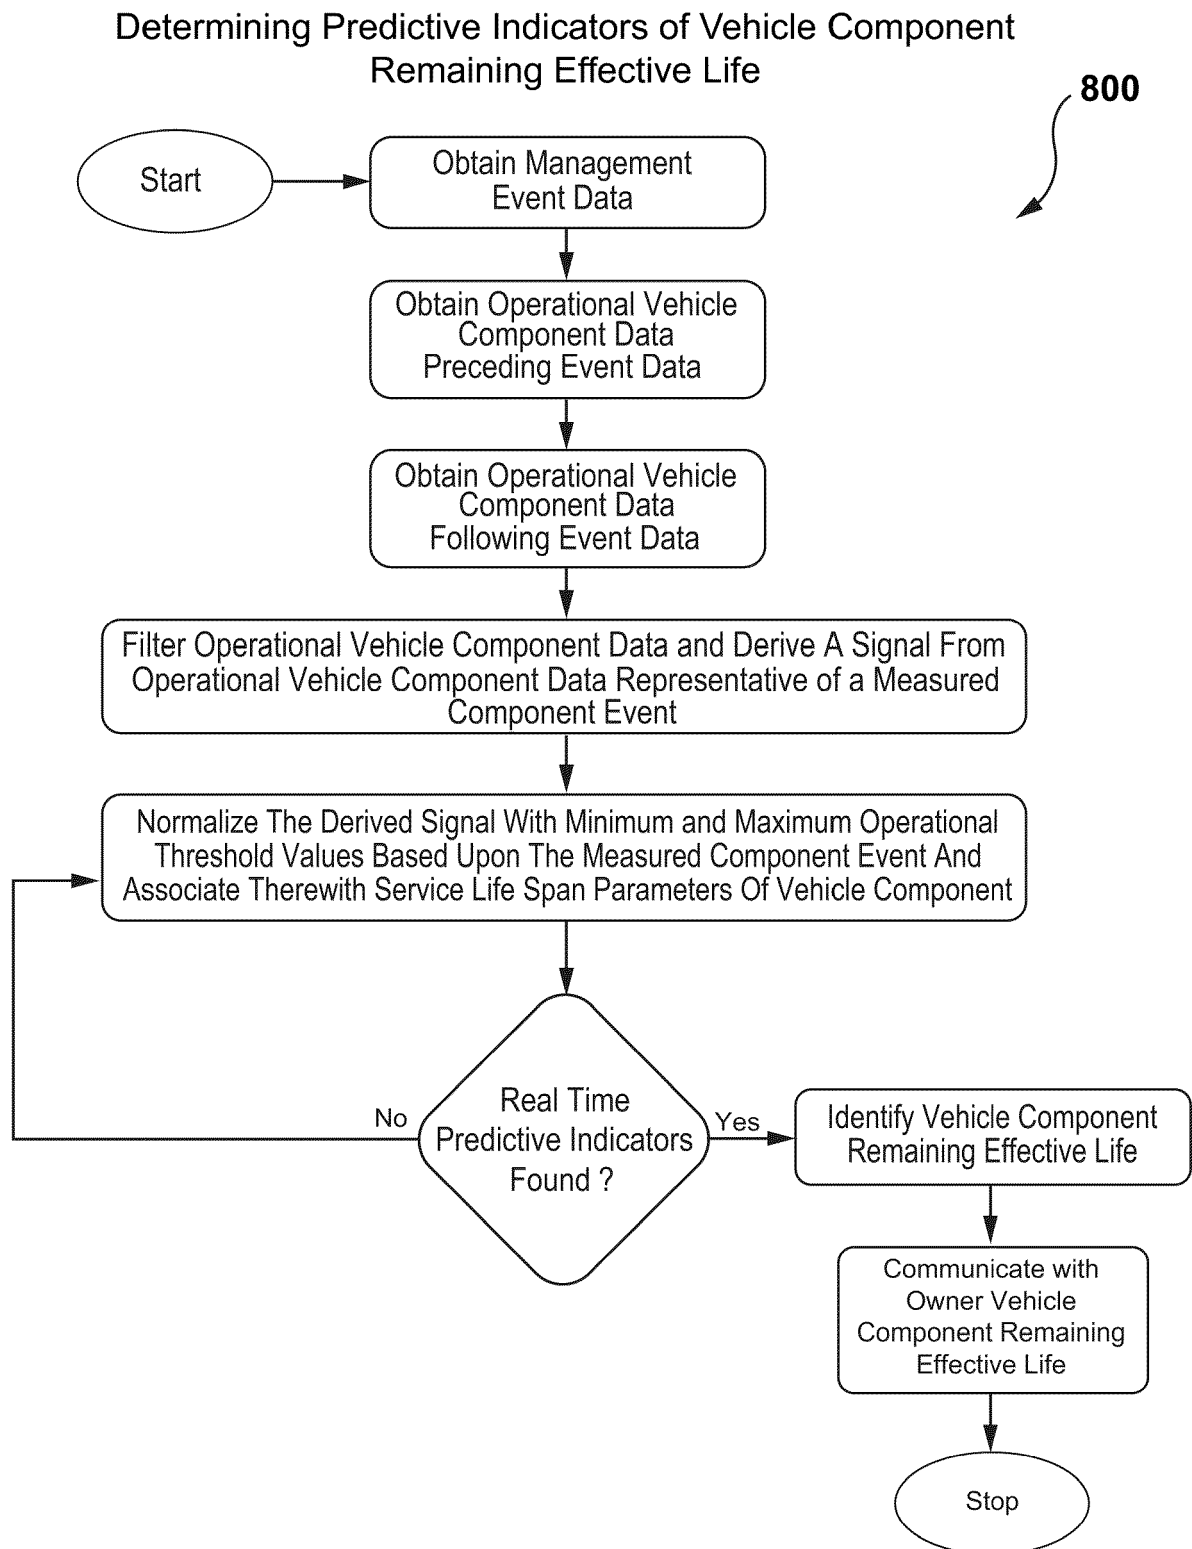 Determining Predictive Indicators of Vehicle Component
Remaining Effective Life
800
Start
Obtain Management
Event Data
Obtain Operational Vehicle
Component Data
Preceding Event Data
Obtain Operational Vehicle
Component Data
Following Event Data
Filter Operational Vehicle Component Data and Derive A Signal From
Operational Vehicle Component Data Representative of a Measured
Component Event
Normalize The Derived Signal With Minimum and Maximum Operational
Threshold Values Based Upon The Measured Component Event And
Associate Therewith Service Life Span Parameters Of Vehicle Component
Real Time
Predictive Indicators
Found ?
No
Yes
Identify Vehicle Component
Remaining Effective Life
Communicate with
Owner Vehicle
Component Remaining
Effective Life
Stop